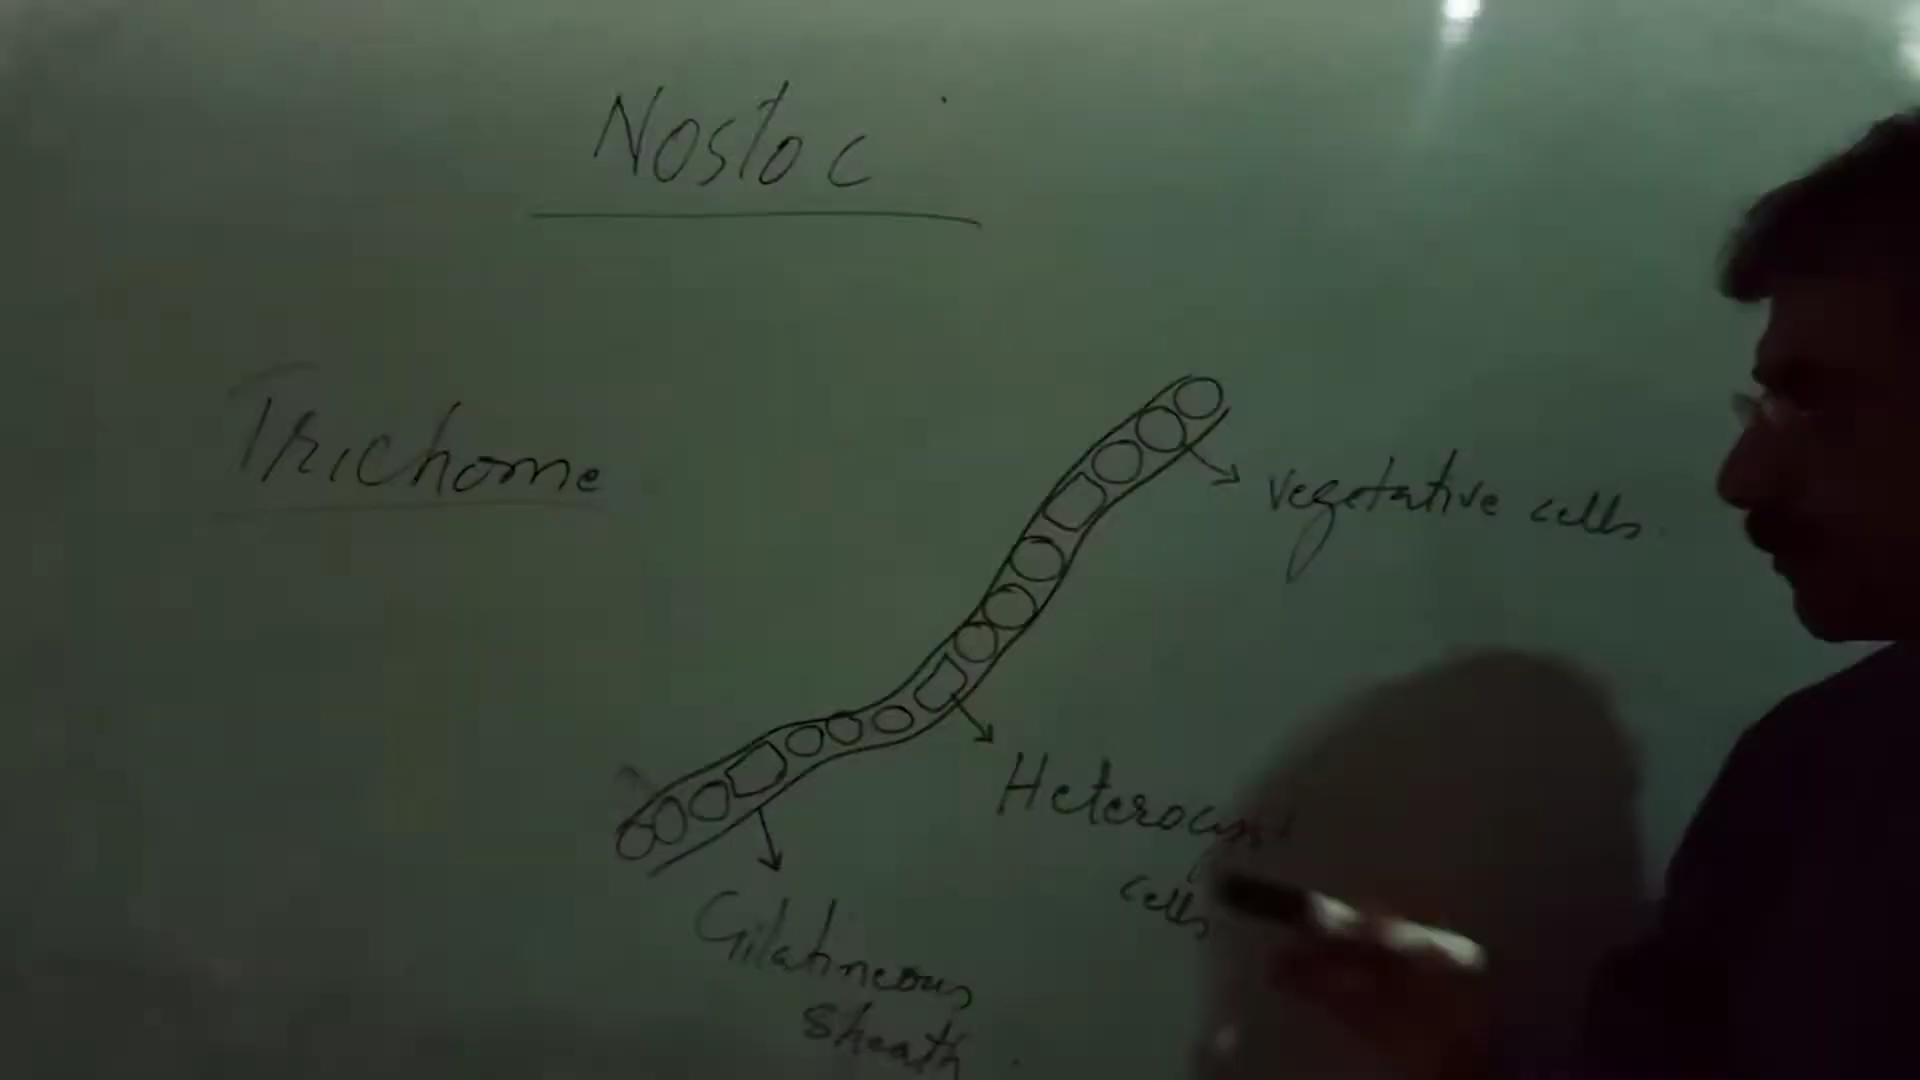 Nostoc
Trichome
vegetative cells.
Heterocyst
cells
Gilatineous
sheath.